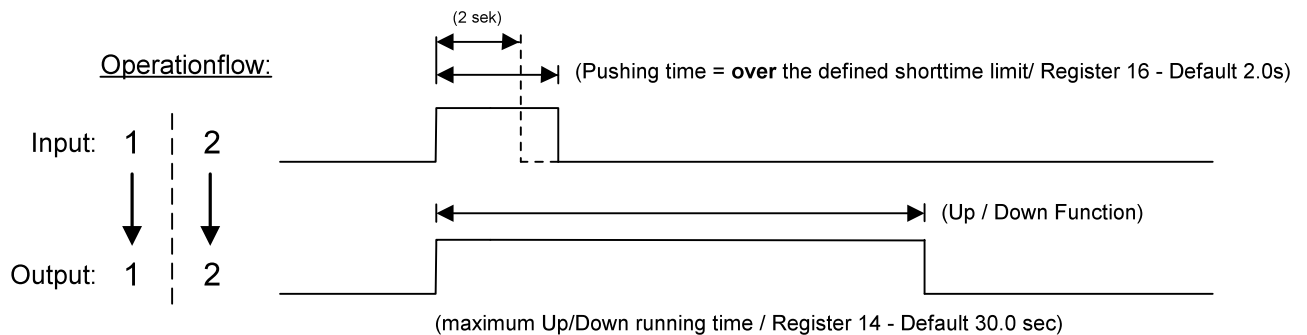 (2 sek)
Operationflow:
(Pushing time = over the defined shorttime limit/ Register 16 - Default 2.0s)
Input: 1 2
(Up / Down Function)
Output: 1 2
(maximum Up/Down running time / Register 14 - Default 30.0 sec)